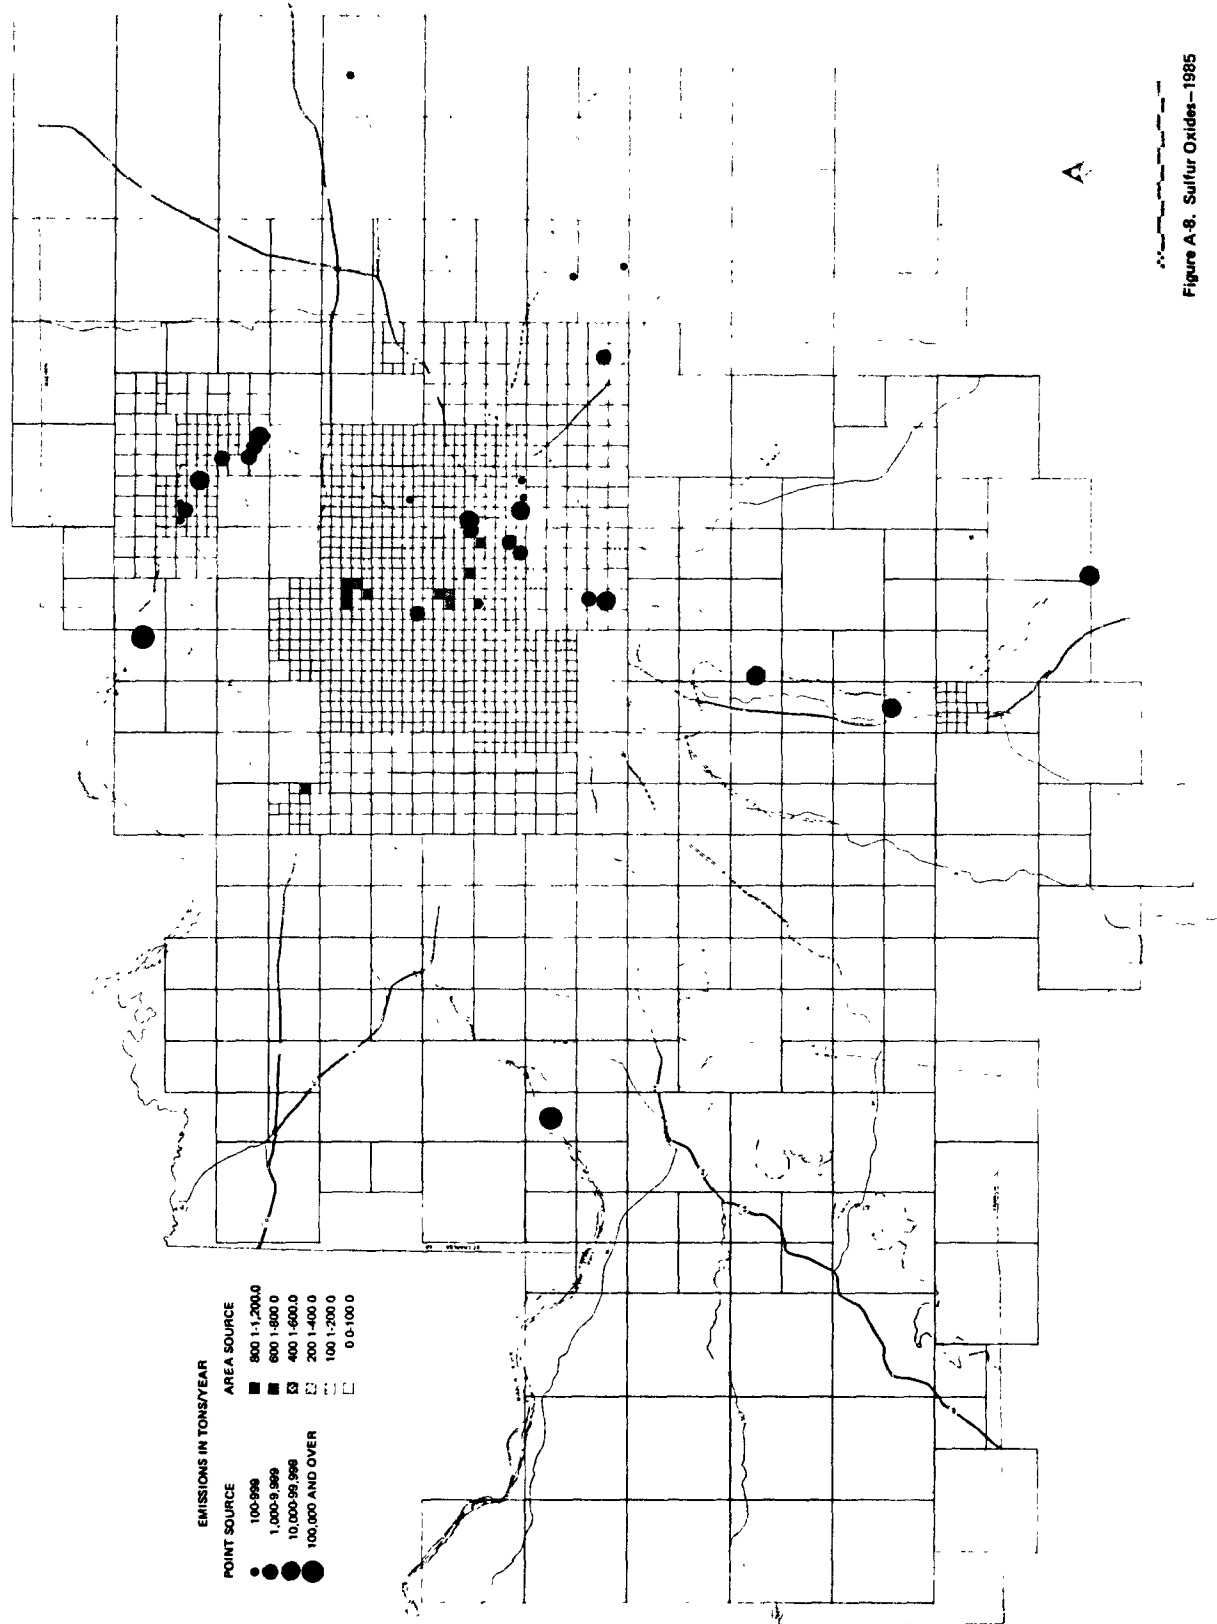 EMISSIONS IN TONS/YEAR
POINT SOURCE AREA SOURCE
100-999 800 1-1,200.0
1,000-9,999 600 1-800 0
10,000-99,999 400 1-600.0
100,000 AND OVER 200 1-400 0
100 1-200 0
0 0-100 0
Figure A-8. Sulfur Oxides—1985